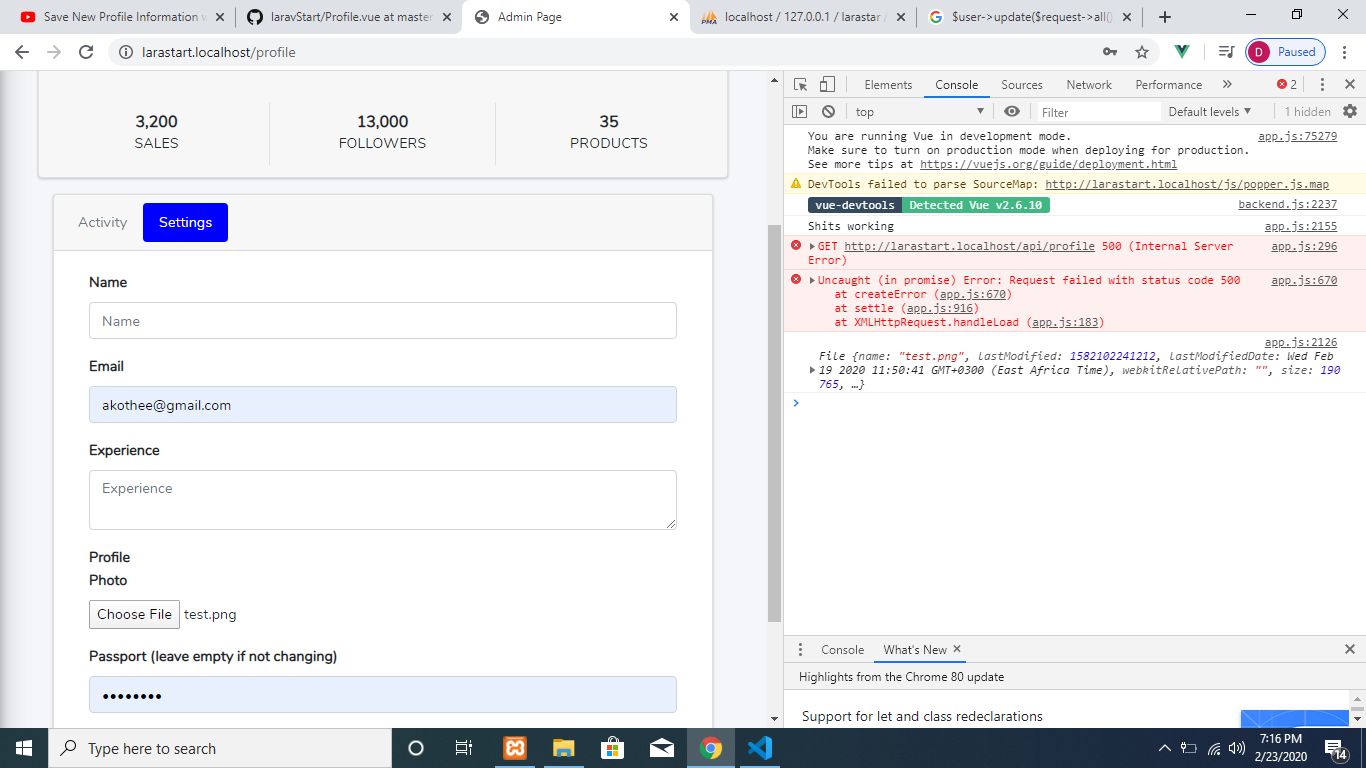 Save New Profile Information w
laravStart/Profile.vue at master
Admin Page
localhost / 127.0.0.1 / larastar /
$user->update($request->all()
larastart.localhost/profile
D Paused
3,200
SALES
13,000
FOLLOWERS
35
PRODUCTS
Activity
Settings
Name
Name
Email
akothee@gmail.com
Experience
Experience
Profile
Photo
Choose File test.png
Passport (leave empty if not changing)
••••••••
Elements Console Sources Network Performance » 2
top
Filter
Default levels ▼
1 hidden
You are running Vue in development mode. app.js:75279
Make sure to turn on production mode when deploying for production.
See more tips at https://vuejs.org/guide/deployment.html
DevTools failed to parse SourceMap: http://larastart.localhost/js/popper.js.map
vue-devtools Detected Vue v2.6.10 backend.js:2237
Shits working app.js:2155
GET http://larastart.localhost/api/profile 500 (Internal Server app.js:296
Error)
Uncaught (in promise) Error: Request failed with status code 500 app.js:670
at createError (app.js:670)
at settle (app.js:916)
at XMLHttpRequest.handleLoad (app.js:183)
app.js:2126
File {name: "test.png", lastModified: 1582102241212, lastModifiedDate: Wed Feb
19 2020 11:50:41 GMT+0300 (East Africa Time), webkitRelativePath: "", size: 190
765, …}
Console What's New
Highlights from the Chrome 80 update
Support for let and class redeclarations
Type here to search
7:16 PM
2/23/2020
14